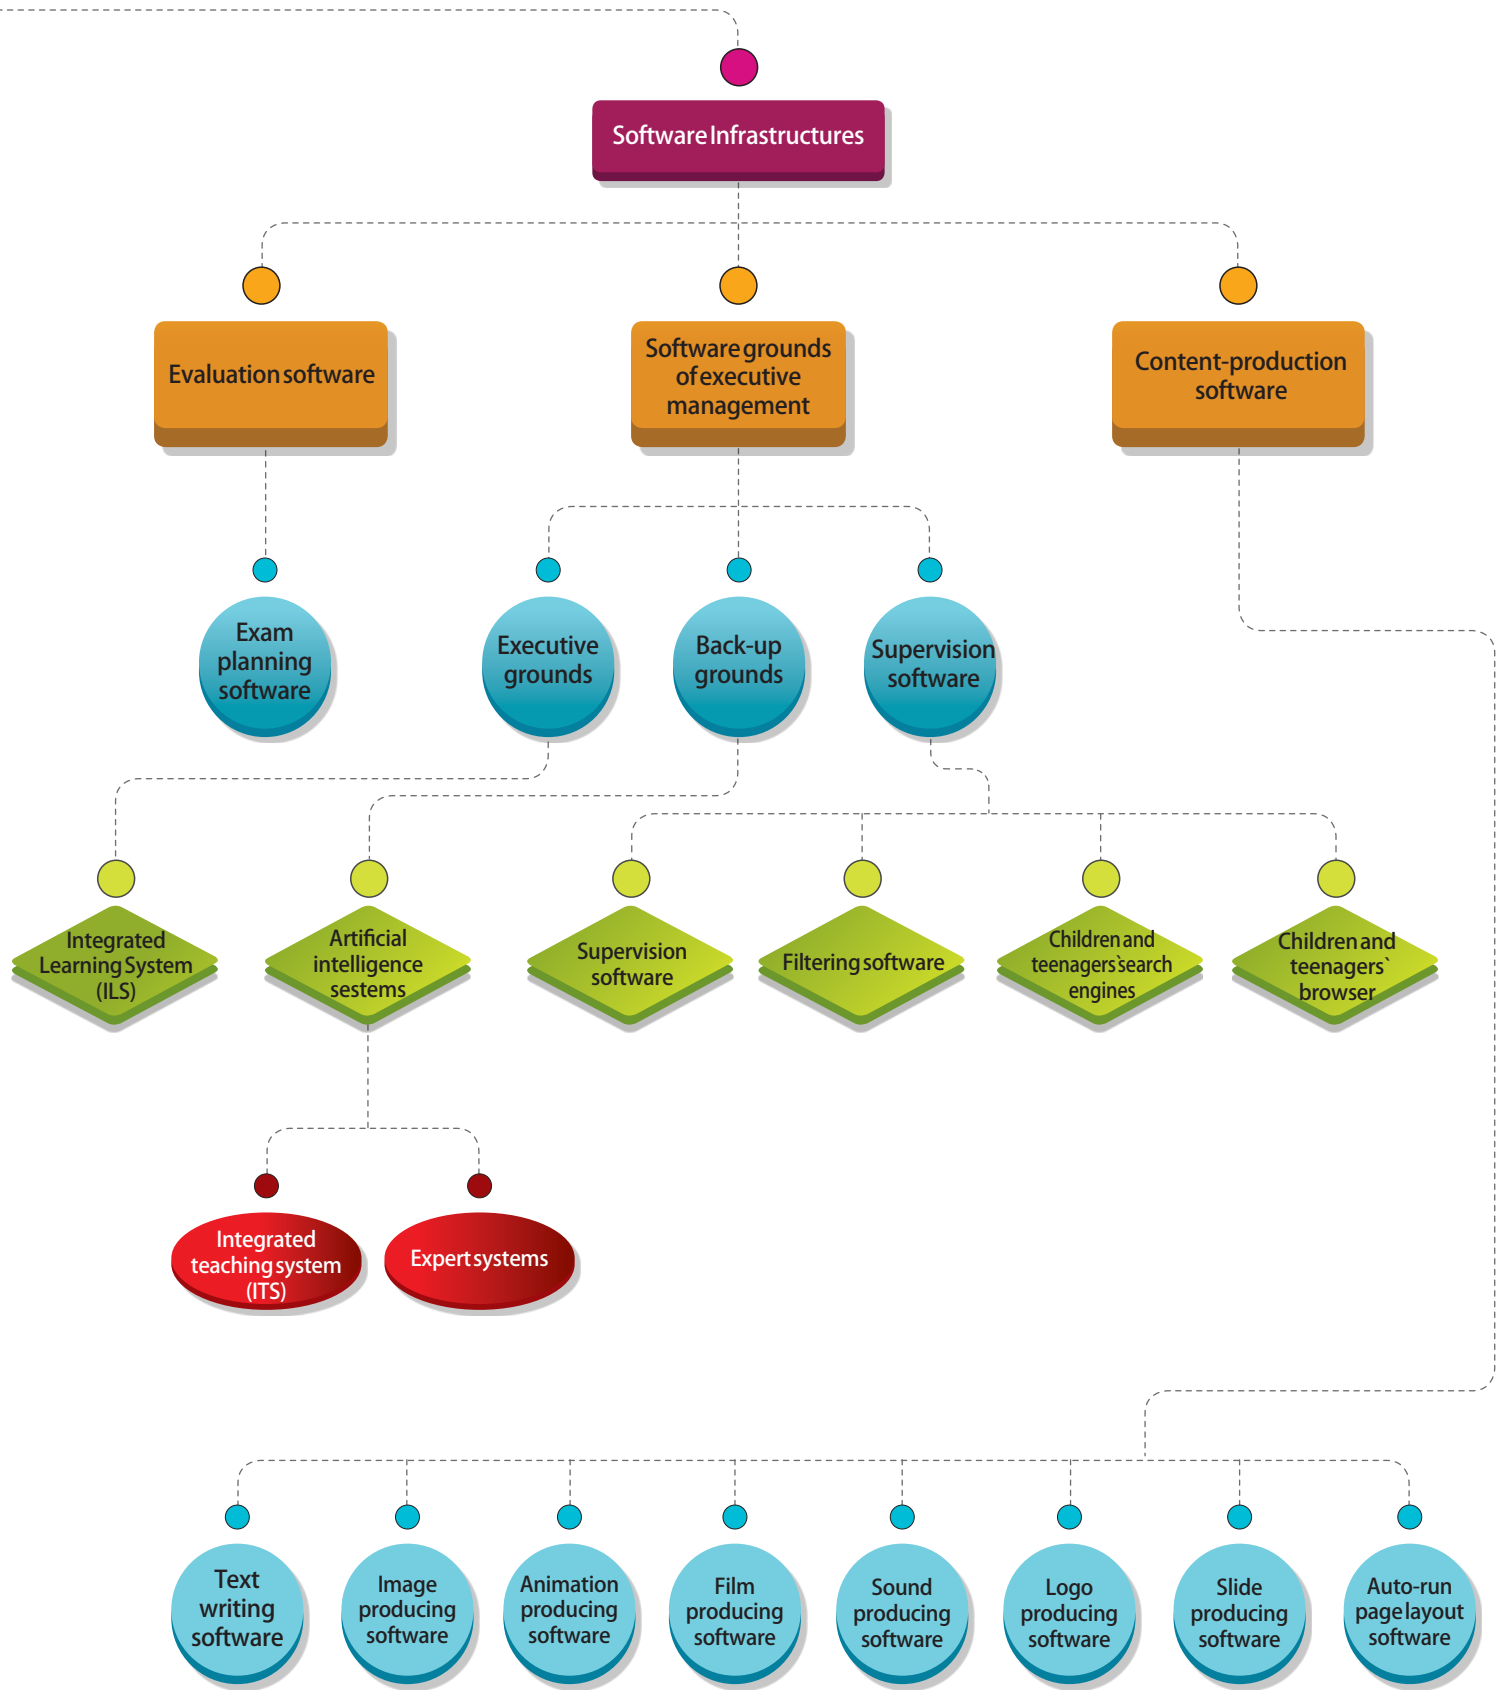 Software Infrastructures
Evaluation software
Software grounds
of executive
management
Content-production
software
Exam
planning
software
Executive
grounds
Back-up
grounds
Supervision
software
Integrated
Learning System
(ILS)
Artificial
intelligence
sestems
Supervision
software
Filtering software
Children and
teenagers`search
engines
Children and
teenagers`
browser
Integrated
teaching system
(ITS)
Expert systems
Text
writing
software
Image
producing
software
Animation
producing
software
Film
producing
software
Sound
producing
software
Logo
producing
software
Slide
producing
software
Auto-run
page layout
software